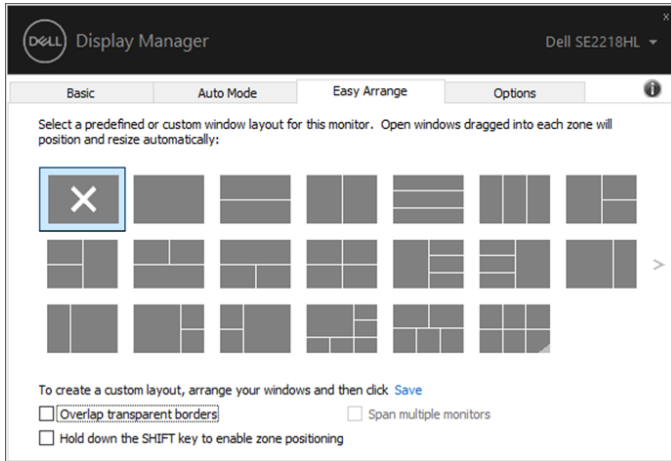 x
DELL Display Manager Dell SE2218HL
Basic Auto Mode Easy Arrange Options i
Select a predefined or custom window layout for this monitor. Open windows dragged into each zone will
position and resize automatically:
>
To create a custom layout, arrange your windows and then click Save
Overlap transparent borders Span multiple monitors
Hold down the SHIFT key to enable zone positioning